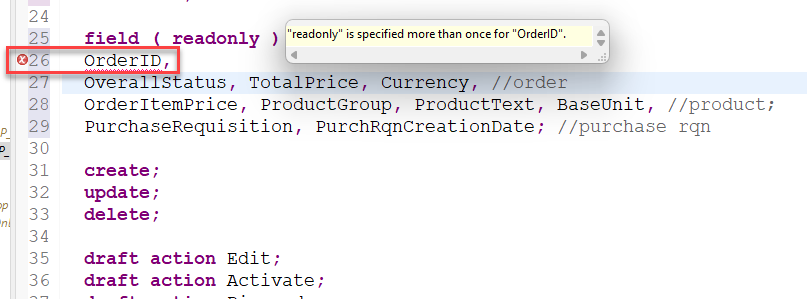 24
25 field ( readonly )
"readonly" is specified more than once for "OrderID".
26 OrderID,
27 OverallStatus, TotalPrice, Currency, //order
28 OrderItemPrice, ProductGroup, ProductText, BaseUnit, //product;
29 PurchaseRequisition, PurchRqnCreationDate; //purchase rqn
30
31 create;
32 update;
33 delete;
34
35 draft action Edit;
36 draft action Activate;